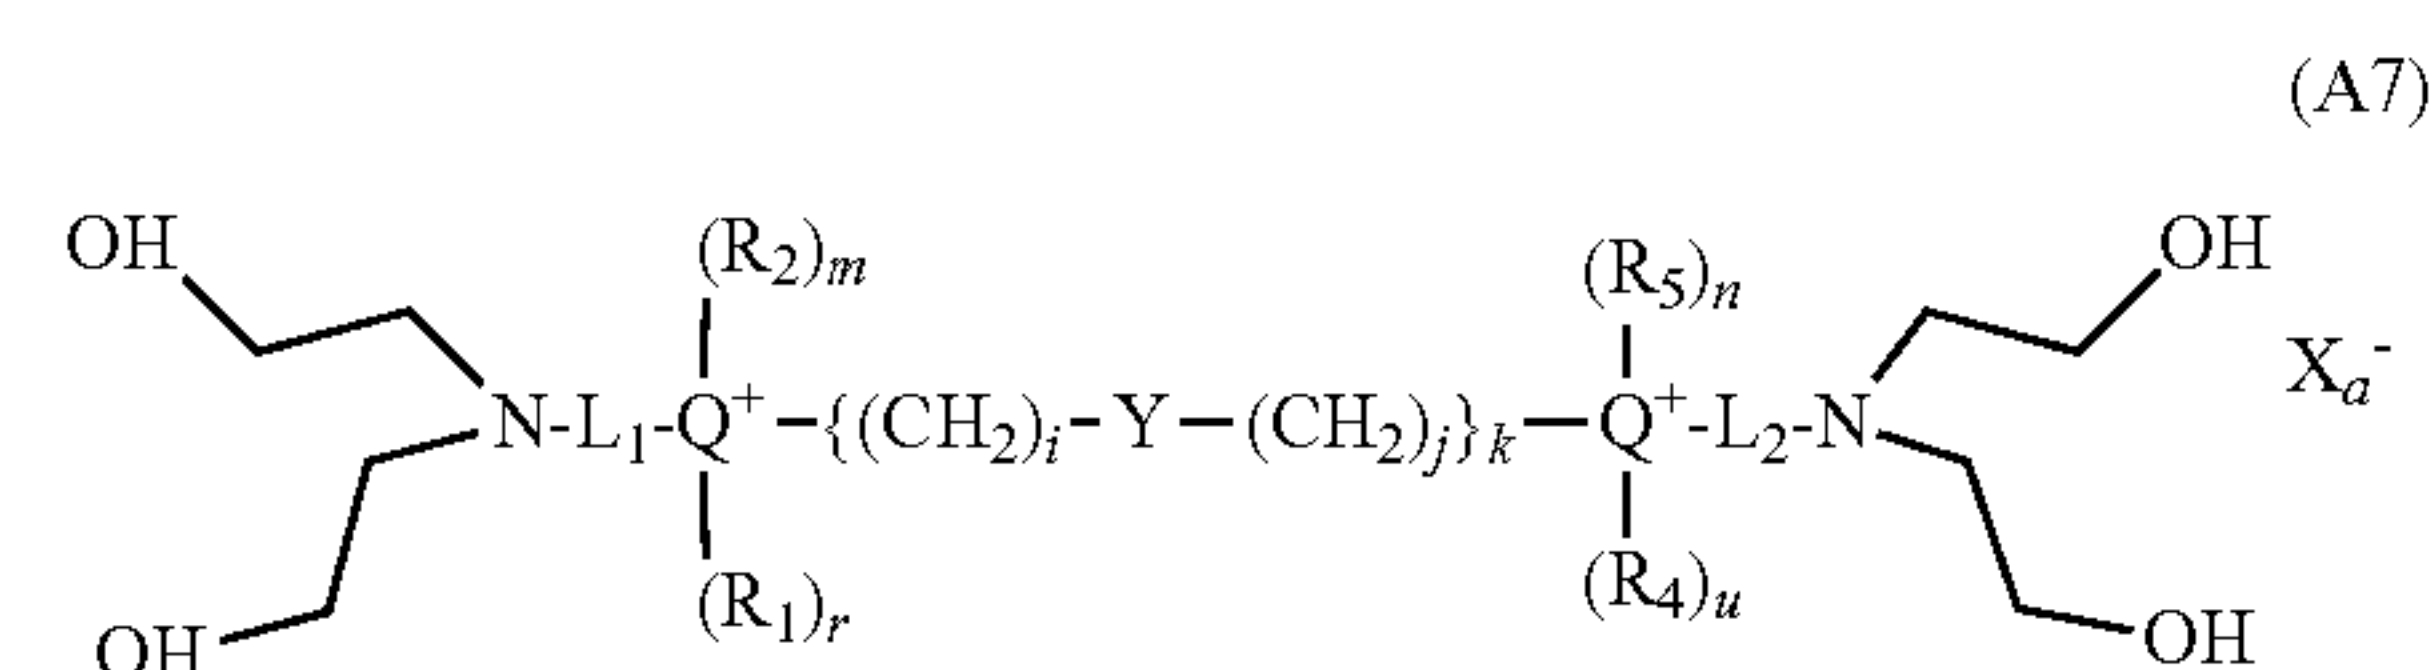 (A7)
OH (R₂)ₘ (R₅)ₙ OH
N-L₁-Q⁺—{(CH₂)ᵢ—Y—(CH₂)ⱼ}ₖ—Q⁺-L₂-N Xₐ⁻
(R₁)ᵣ (R₄)ᵤ
OH OH